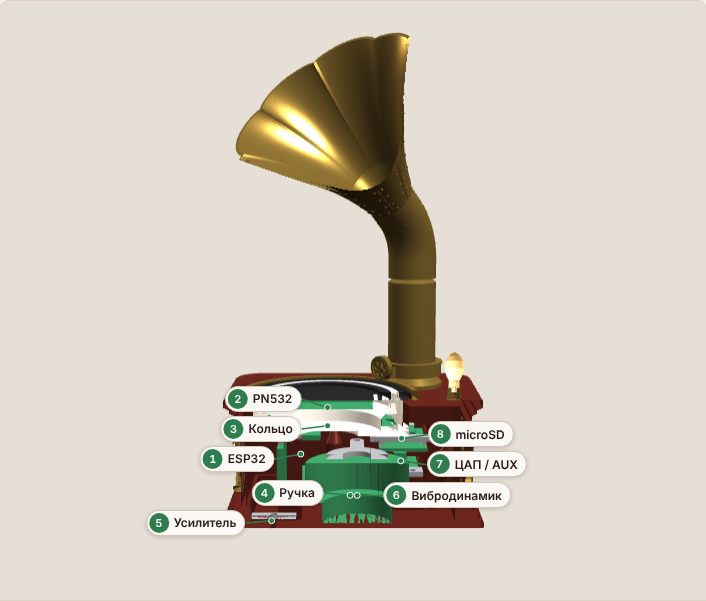 2 PN532
3 Кольцо
8 microSD
1 ESP32
7 ЦАП / AUX
4 Ручка
6 Вибродинамик
5 Усилитель